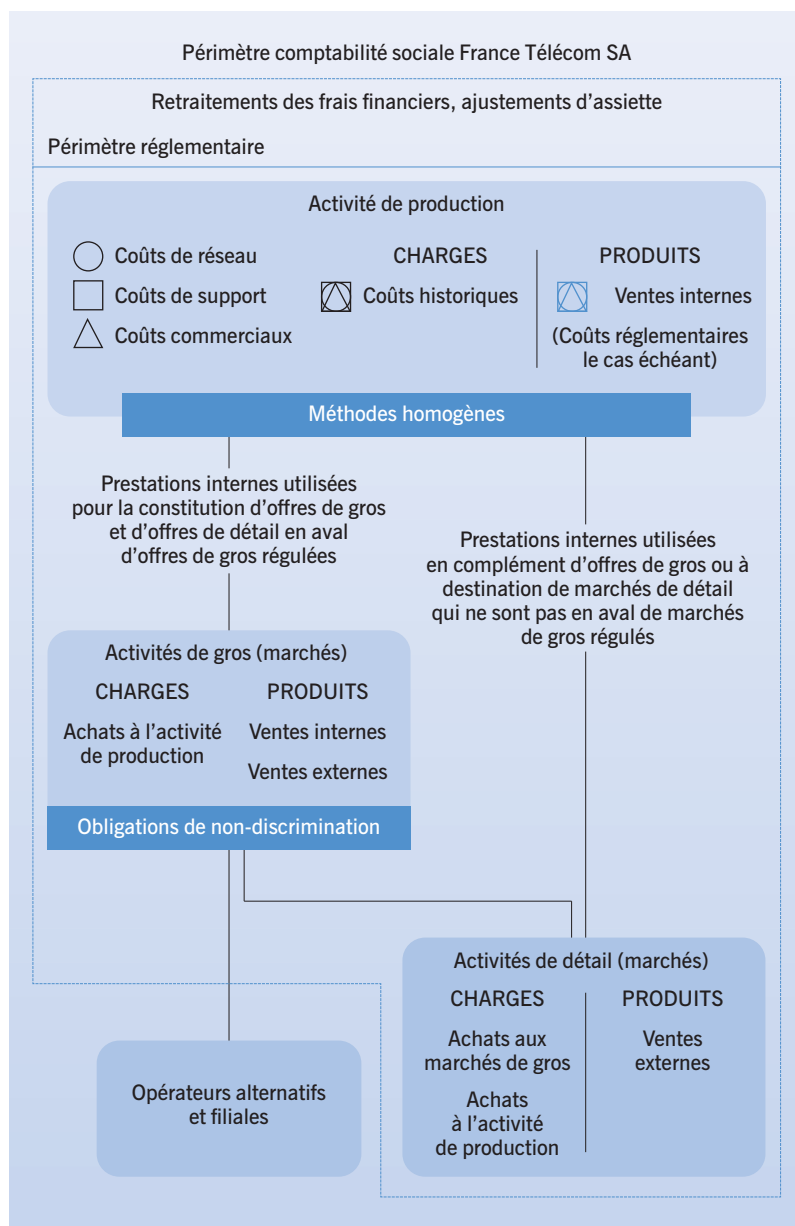 Périmètre comptabilité sociale France Télécom SA
Retraitements des frais financiers, ajustements d'assiette
Périmètre réglementaire
Activité de production
Coûts de réseau
Coûts de support
Coûts commerciaux
CHARGES
Coûts historiques
PRODUITS
Ventes internes
(Coûts réglementaires
le cas échéant)
Méthodes homogènes
Prestations internes utilisées
pour la constitution d'offres de gros
et d'offres de détail en aval
d'offres de gros régulées
Prestations internes utilisées
en complément d'offres de gros ou à
destination de marchés de détail
qui ne sont pas en aval de marchés
de gros régulés
Activités de gros (marchés)
CHARGES
Achats à l'activité
de production
PRODUITS
Ventes internes
Ventes externes
Obligations de non-discrimination
Activités de détail (marchés)
CHARGES
Achats aux
marchés de gros
Achats
à l'activité
de production
PRODUITS
Ventes
externes
Opérateurs alternatifs
et filiales